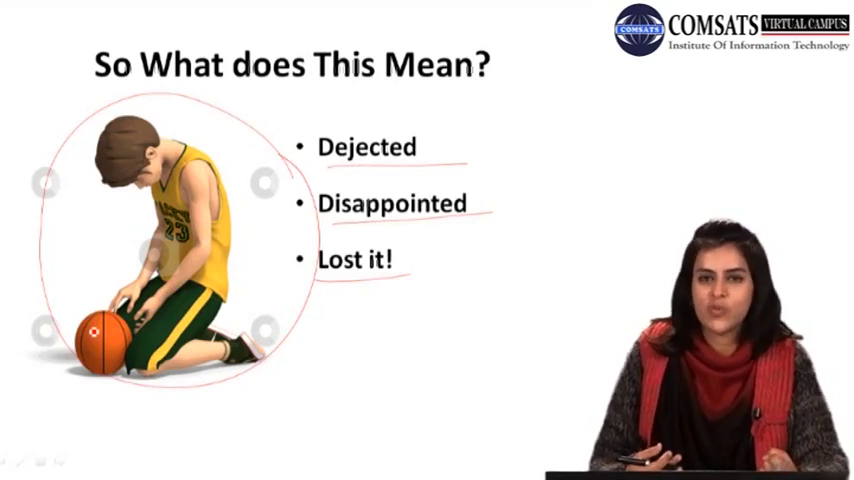 COMSATS VIRTUAL CAMPUS
COMSATS
Institute Of Information Technology
So What does This Mean?
• Dejected
• Disappointed
• Lost it!
23